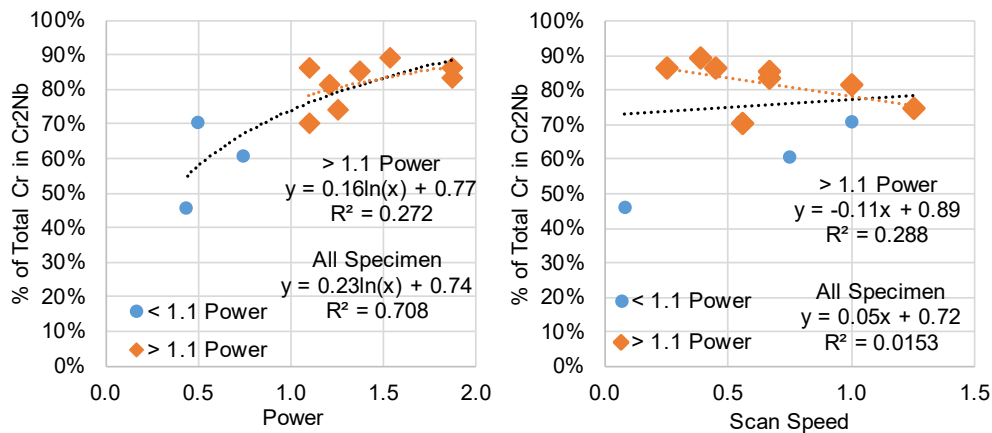 % of Total Cr in Cr2Nb
100%
90%
80%
70%
60%
50%
40%
30%
20%
10%
0%
> 1.1 Power
y = 0.16ln(x) + 0.77
R² = 0.272
All Specimen
y = 0.23ln(x) + 0.74
R² = 0.708
< 1.1 Power
> 1.1 Power
0.0 0.5 1.0 1.5 2.0
Power
% of Total Cr in Cr2Nb
100%
90%
80%
70%
60%
50%
40%
30%
20%
10%
0%
> 1.1 Power
y = -0.11x + 0.89
R² = 0.288
All Specimen
y = 0.05x + 0.72
R² = 0.0153
< 1.1 Power
> 1.1 Power
0.0 0.5 1.0 1.5
Scan Speed